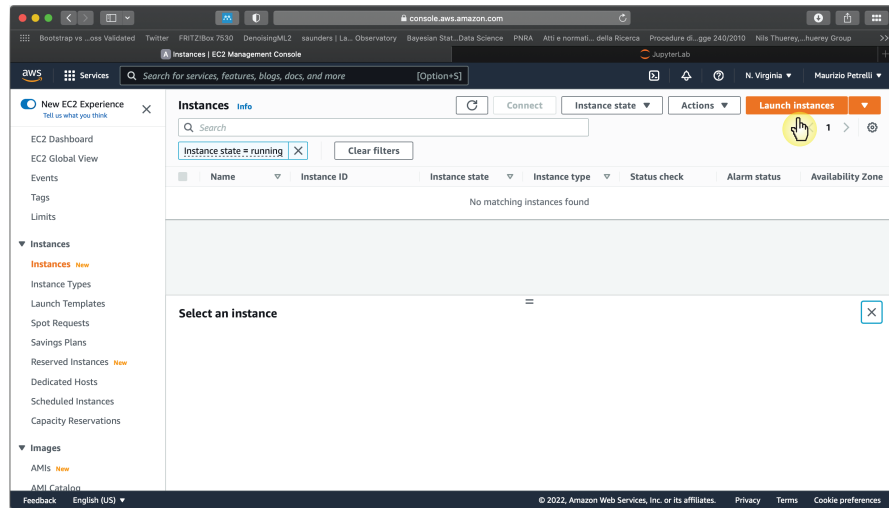 console.aws.amazon.com
Bootstrap vs ...oss Validated Twitter FRITZ!Box 7530 DenoisingML2 saunders | La... Observatory Bayesian Stat...Data Science PNRA Atti e normati... della Ricerca Procedure di...gge 240/2010 Nils Thuerey,...huerey Group >>
Instances | EC2 Management Console JupyterLab +
aws Services Search for services, features, blogs, docs, and more [Option+S] N. Virginia ▼ Maurizio Petrelli ▼
New EC2 Experience
Tell us what you think
EC2 Dashboard
EC2 Global View
Events
Tags
Limits
▼ Instances
Instances New
Instance Types
Launch Templates
Spot Requests
Savings Plans
Reserved Instances New
Dedicated Hosts
Scheduled Instances
Capacity Reservations
▼ Images
AMIs New
AMI Catalog
Instances Info
Connect Instance state ▼ Actions ▼ Launch instances ▼
Search
1
Instance state = running Clear filters
Name Instance ID Instance state Instance type Status check Alarm status Availability Zone
No matching instances found
Select an instance
Feedback English (US) ▼ © 2022, Amazon Web Services, Inc. or its affiliates. Privacy Terms Cookie preferences